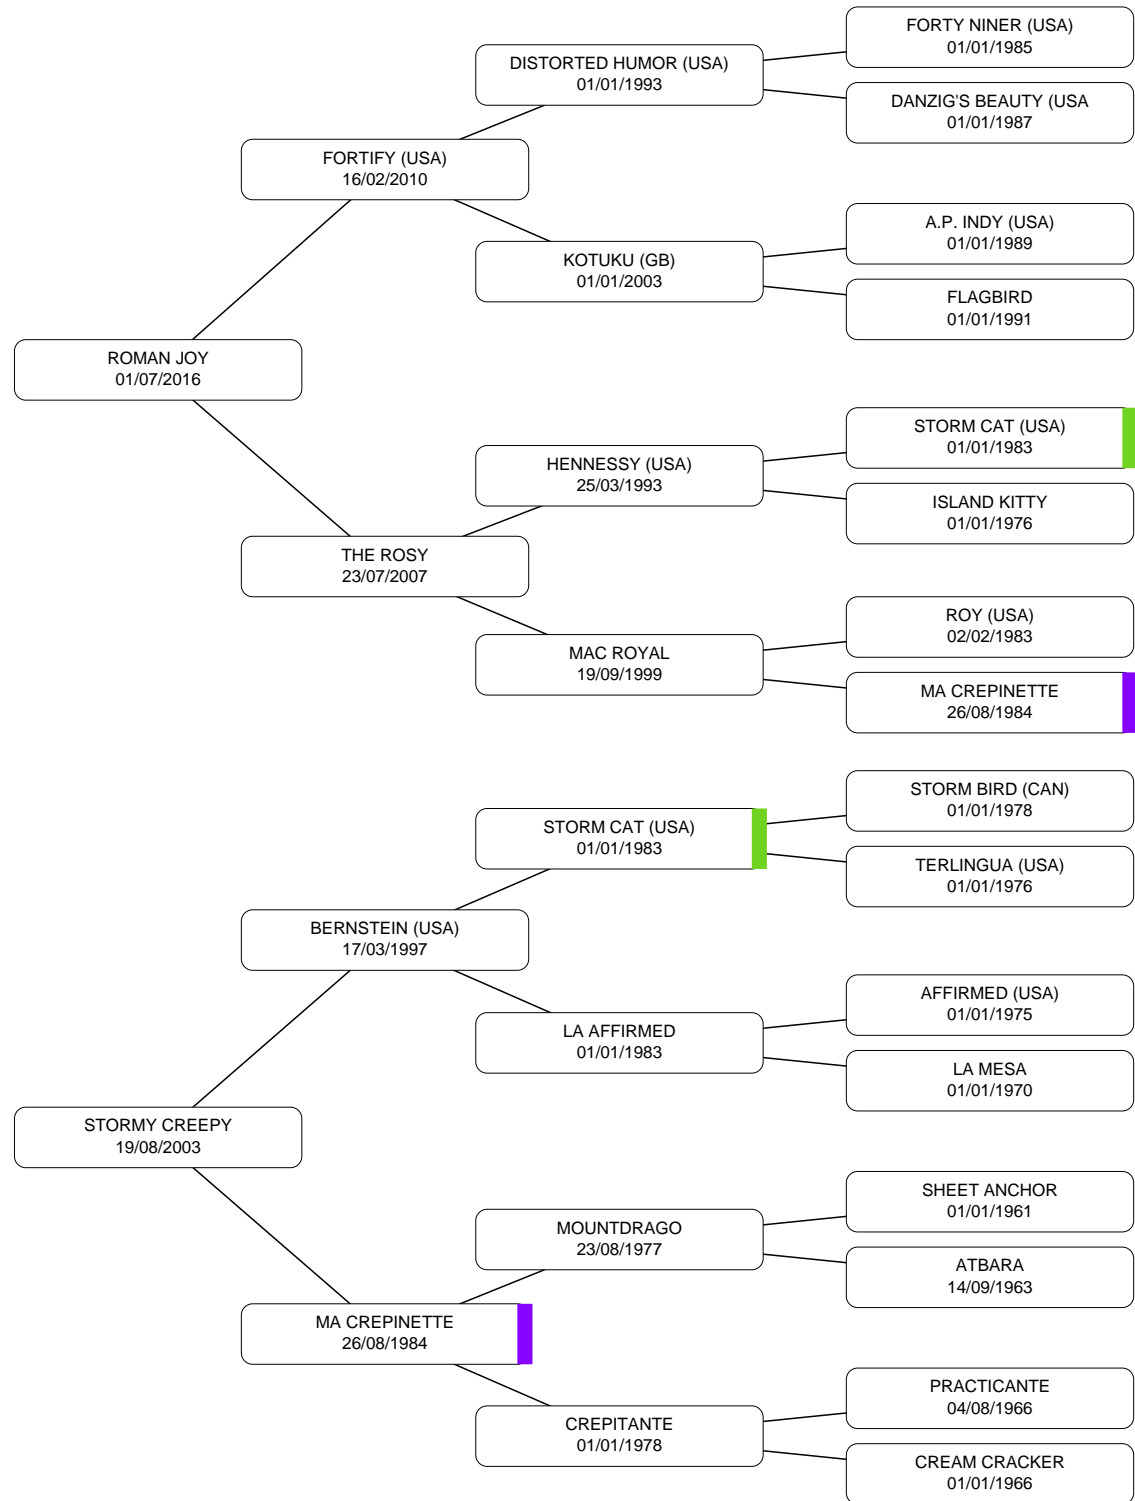 FORTY NINER (USA)
01/01/1985
DISTORTED HUMOR (USA)
01/01/1993
DANZIG'S BEAUTY (USA
01/01/1987
FORTIFY (USA)
16/02/2010
A.P. INDY (USA)
01/01/1989
KOTUKU (GB)
01/01/2003
FLAGBIRD
01/01/1991
ROMAN JOY
01/07/2016
STORM CAT (USA)
01/01/1983
HENNESSY (USA)
25/03/1993
ISLAND KITTY
01/01/1976
THE ROSY
23/07/2007
ROY (USA)
02/02/1983
MAC ROYAL
19/09/1999
MA CREPINETTE
26/08/1984
STORM BIRD (CAN)
01/01/1978
STORM CAT (USA)
01/01/1983
TERLINGUA (USA)
01/01/1976
BERNSTEIN (USA)
17/03/1997
AFFIRMED (USA)
01/01/1975
LA AFFIRMED
01/01/1983
LA MESA
01/01/1970
STORMY CREEPY
19/08/2003
SHEET ANCHOR
01/01/1961
MOUNTDRAGO
23/08/1977
ATBARA
14/09/1963
MA CREPINETTE
26/08/1984
PRACTICANTE
04/08/1966
CREPITANTE
01/01/1978
CREAM CRACKER
01/01/1966